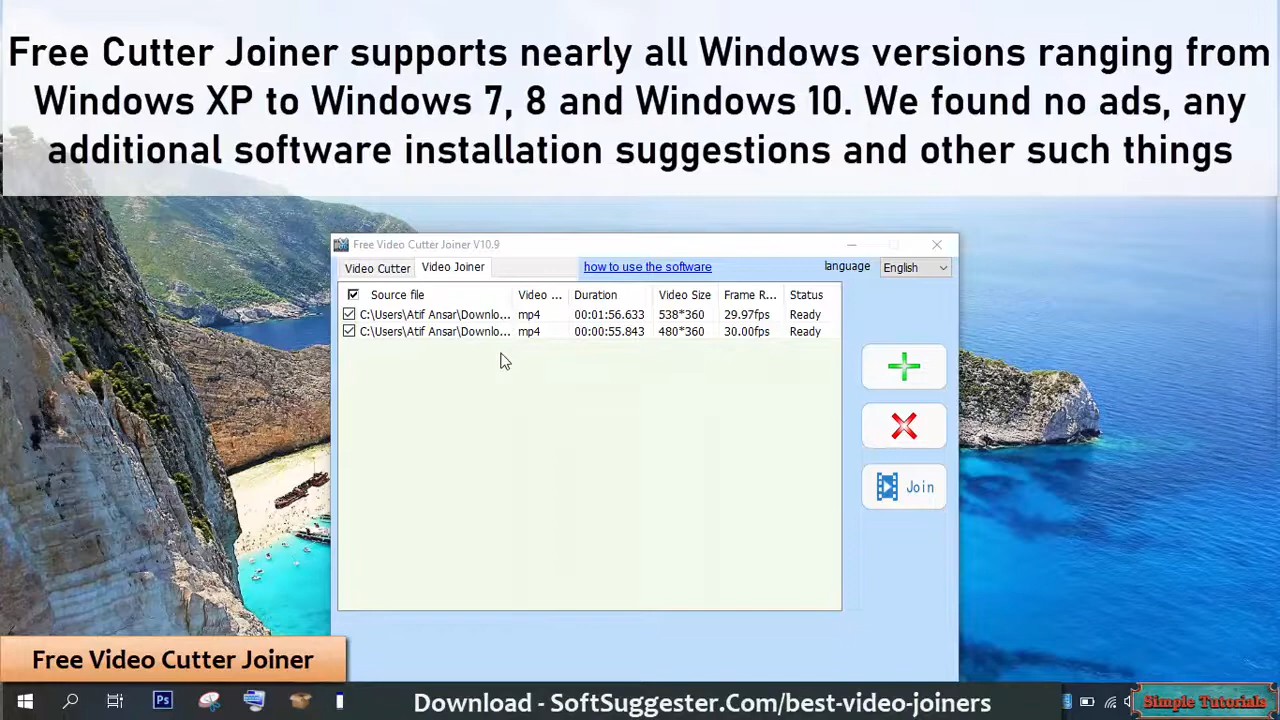 Free Cutter Joiner supports nearly all Windows versions ranging from
Windows XP to Windows 7, 8 and Windows 10. We found no ads, any
additional software installation suggestions and other such things
Free Video Cutter Joiner V10.9
Video Cutter
Video Joiner
how to use the software
language
English
Source file Video ... Duration Video Size Frame R... Status
C:\Users\Atif Ansar\Downlo... mp4 00:01:56.633 538*360 29.97fps Ready
C:\Users\Atif Ansar\Downlo... mp4 00:00:55.843 480*360 30.00fps Ready
Join
Free Video Cutter Joiner
Ps
Download - SoftSuggester.Com/best-video-joiners
Simple Tutorials